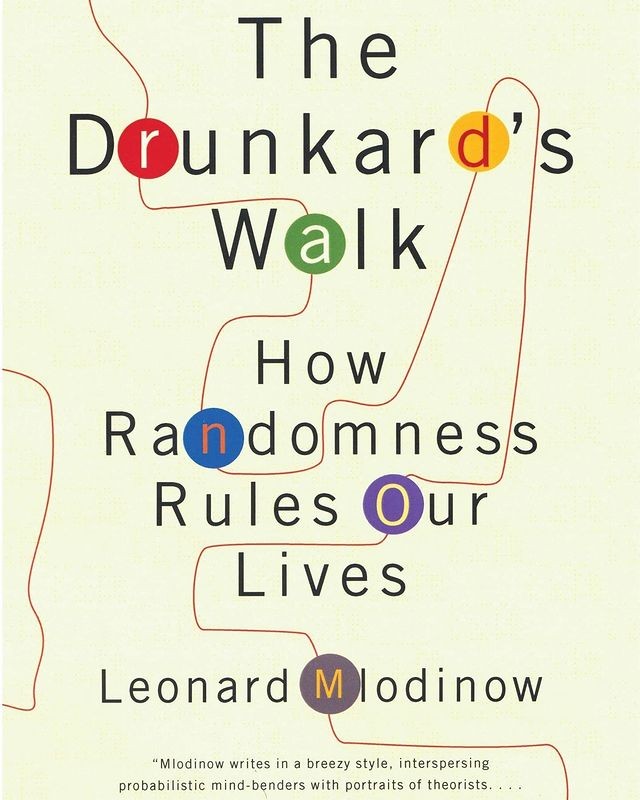 The
Drunkard's
Walk
How
Randomness
Rules Our
Lives
Leonard Mlodinow
“Mlodinow writes in a breezy style, interspersing
probabilistic mind-benders with portraits of theorists. . . .